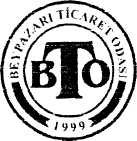 BEYPAZARI TİCARET ODASI
BTO
1999